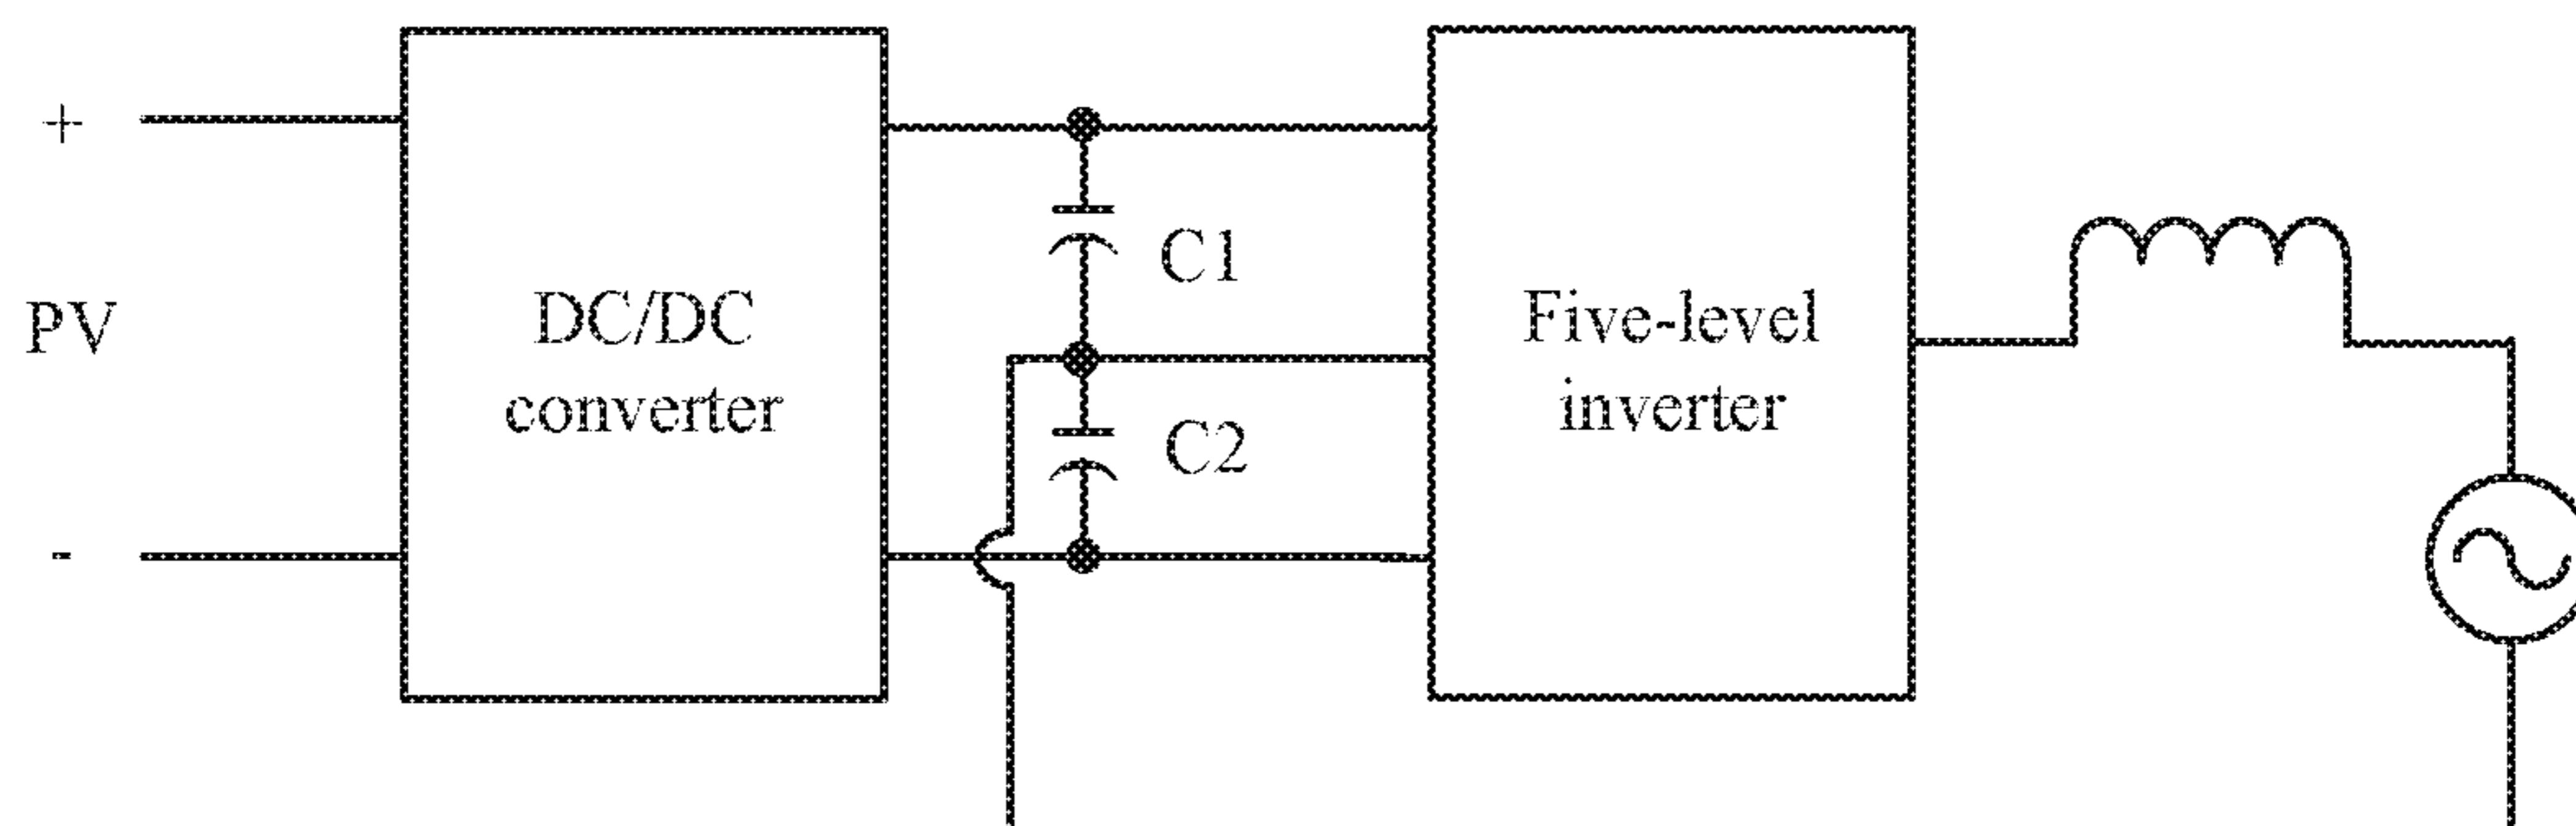 +
PV
-
DC/DC
converter
C1
C2
Five-level
inverter